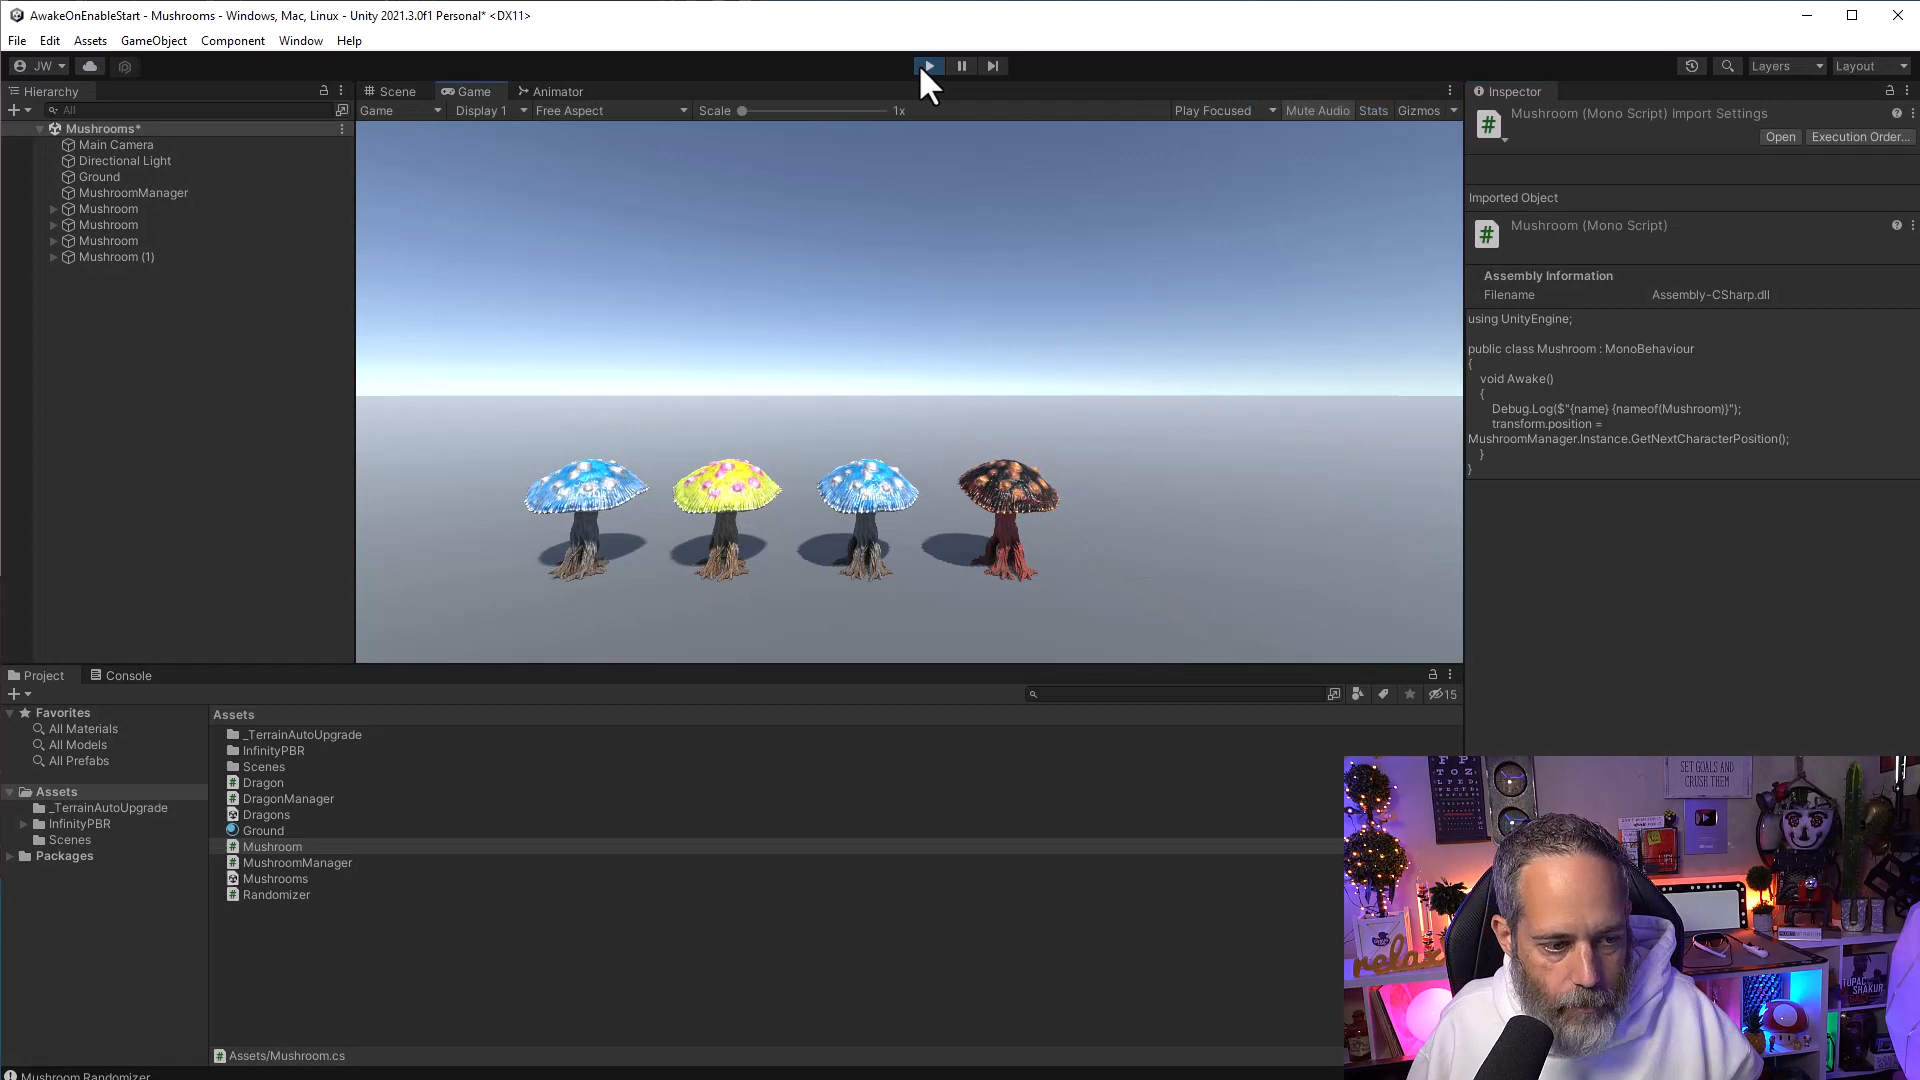 AwakeOnEnableStart - Mushrooms - Windows, Mac, Linux - Unity 2021.3.0f1 Personal* <DX11>
File Edit Assets GameObject Component Window Help
JW Layers Layout
Hierarchy
All
Mushrooms*
Main Camera
Directional Light
Ground
MushroomManager
Mushroom
Mushroom
Mushroom
Mushroom (1)
Scene Game Animator
Game Display 1 Free Aspect Scale 1x Play Focused Mute Audio Stats Gizmos
Inspector
Mushroom (Mono Script) Import Settings
Open Execution Order...
Imported Object
Mushroom (Mono Script)
Assembly Information
Filename Assembly-CSharp.dll
using UnityEngine;
public class Mushroom : MonoBehaviour
{
void Awake()
{
Debug.Log($"{name} {nameof(Mushroom)}");
transform.position =
MushroomManager.Instance.GetNextCharacterPosition();
}
}
Project Console
15
Favorites
All Materials
All Models
All Prefabs
Assets
_TerrainAutoUpgrade
InfinityPBR
Scenes
Packages
Assets
_TerrainAutoUpgrade
InfinityPBR
Scenes
Dragon
DragonManager
Dragons
Ground
Mushroom
MushroomManager
Mushrooms
Randomizer
Assets/Mushroom.cs
Mushroom Randomizer
SET GOALS AND
CRUSH THEM
relax
TUPAC SHAKUR